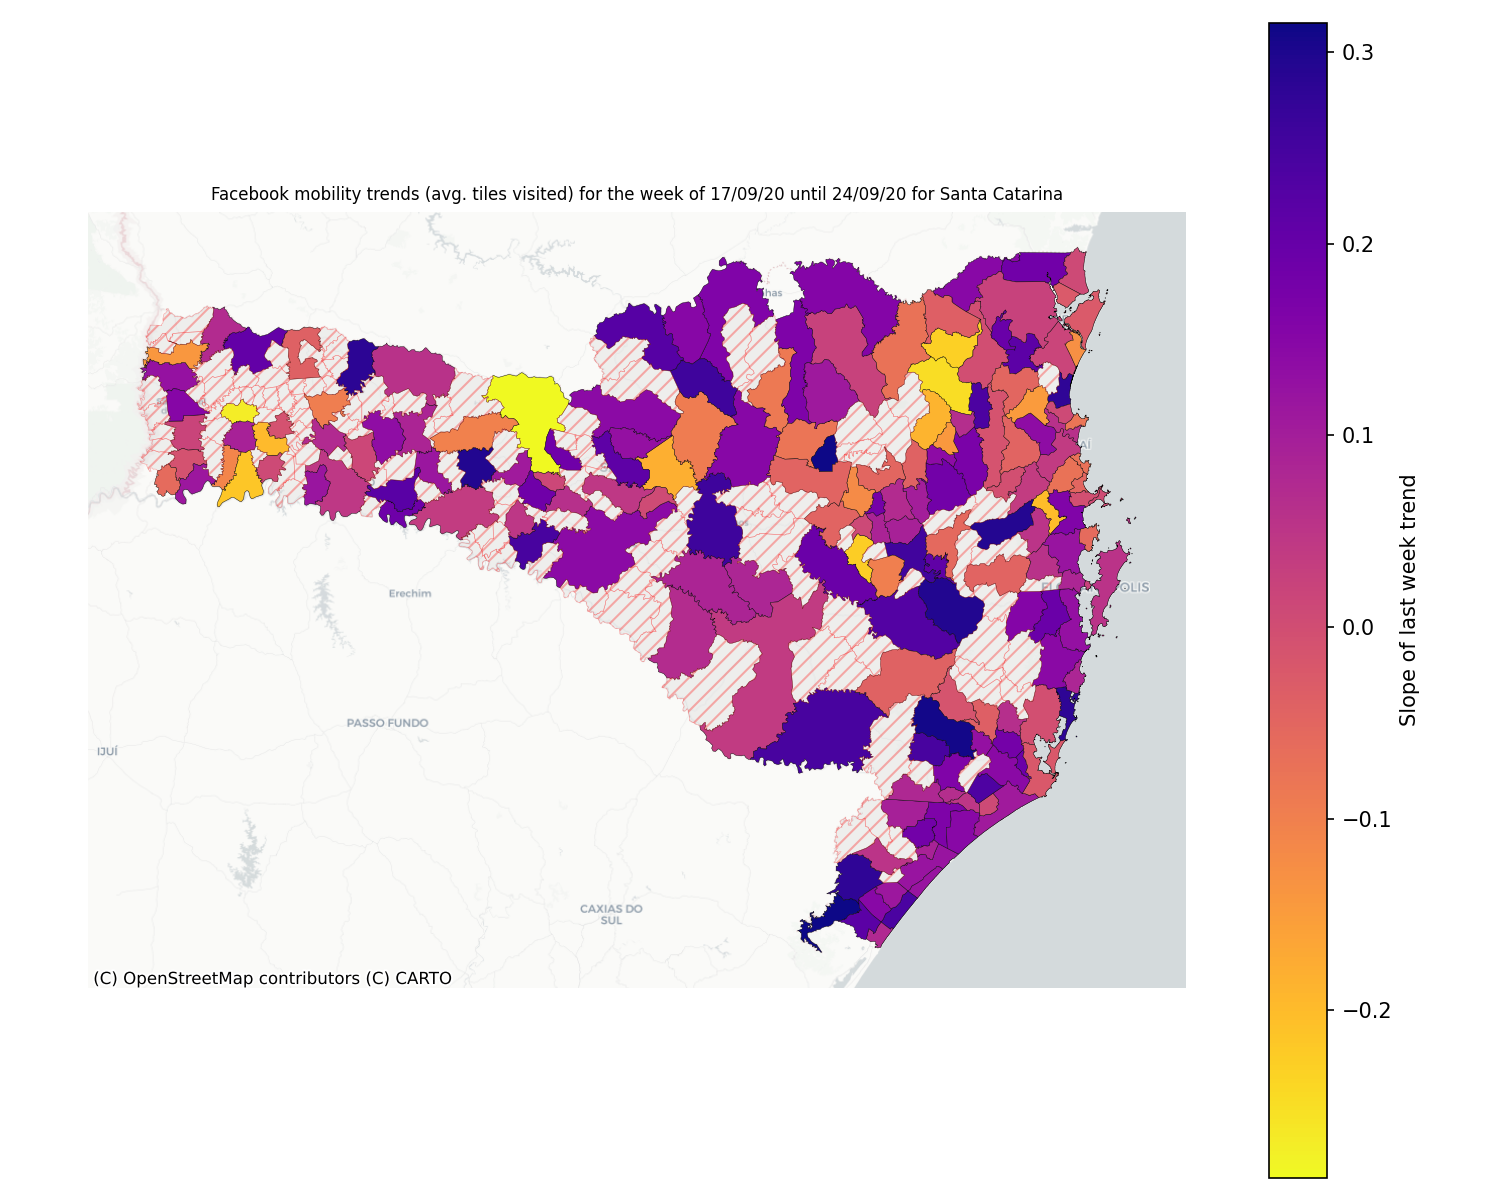 Facebook mobility trends (avg. tiles visited) for the week of 17/09/20 until 24/09/20 for Santa Catarina
0.3
0.2
0.1
0.0
−0.1
−0.2
Slope of last week trend
has
AÍ
OLIS
Erechim
PASSO FUNDO
IJUÍ
CAXIAS DO
SUL
(C) OpenStreetMap contributors (C) CARTO